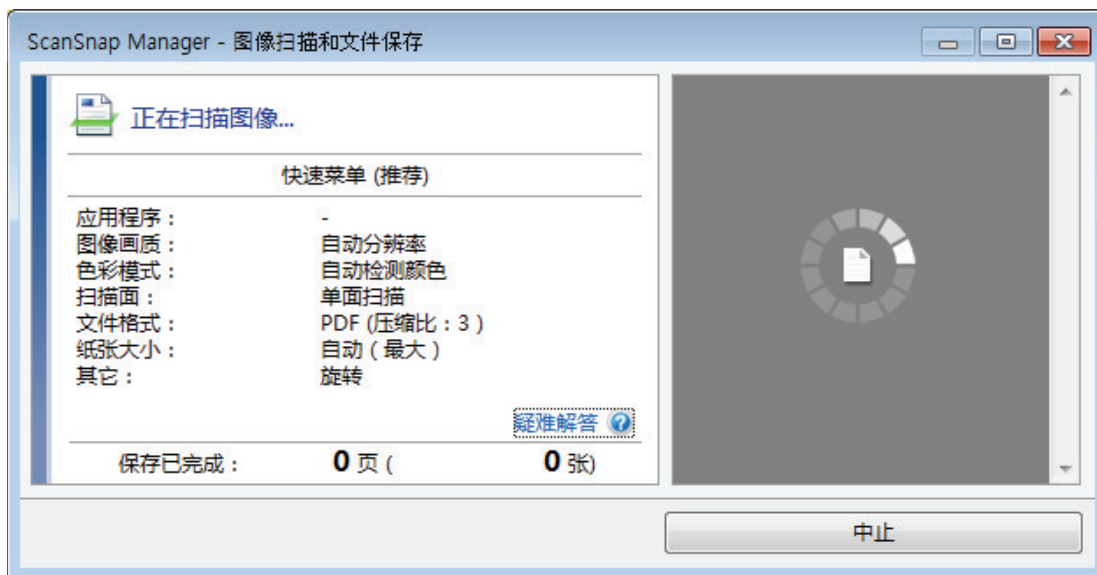 ScanSnap Manager - 图像扫描和文件保存
正在扫描图像...
快速菜单 (推荐)
应用程序： -
图像画质： 自动分辨率
色彩模式： 自动检测颜色
扫描面： 单面扫描
文件格式： PDF (压缩比：3)
纸张大小： 自动（最大）
其它： 旋转
疑难解答
保存已完成： 0 页 ( 0 张)
中止